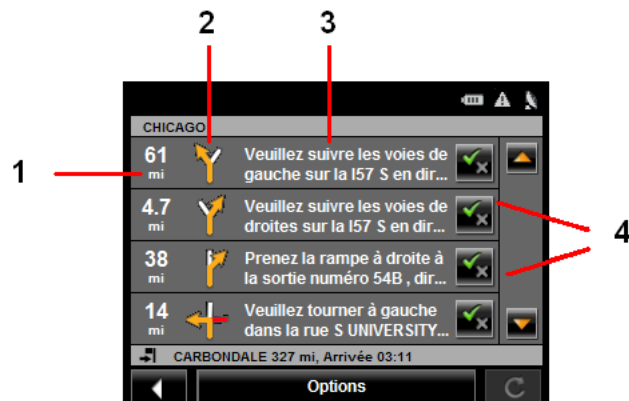 2
3
CHICAGO
1
61 mi
Veuillez suivre les voies de
gauche sur la I57 S en dir...
4.7 mi
Veuillez suivre les voies de
droites sur la I57 S en dir...
4
38 mi
Prenez la rampe à droite à
la sortie numéro 54B , dir...
14 mi
Veuillez tourner à gauche
dans la rue S UNIVERSITY...
CARBONDALE 327 mi, Arrivée 03:11
Options